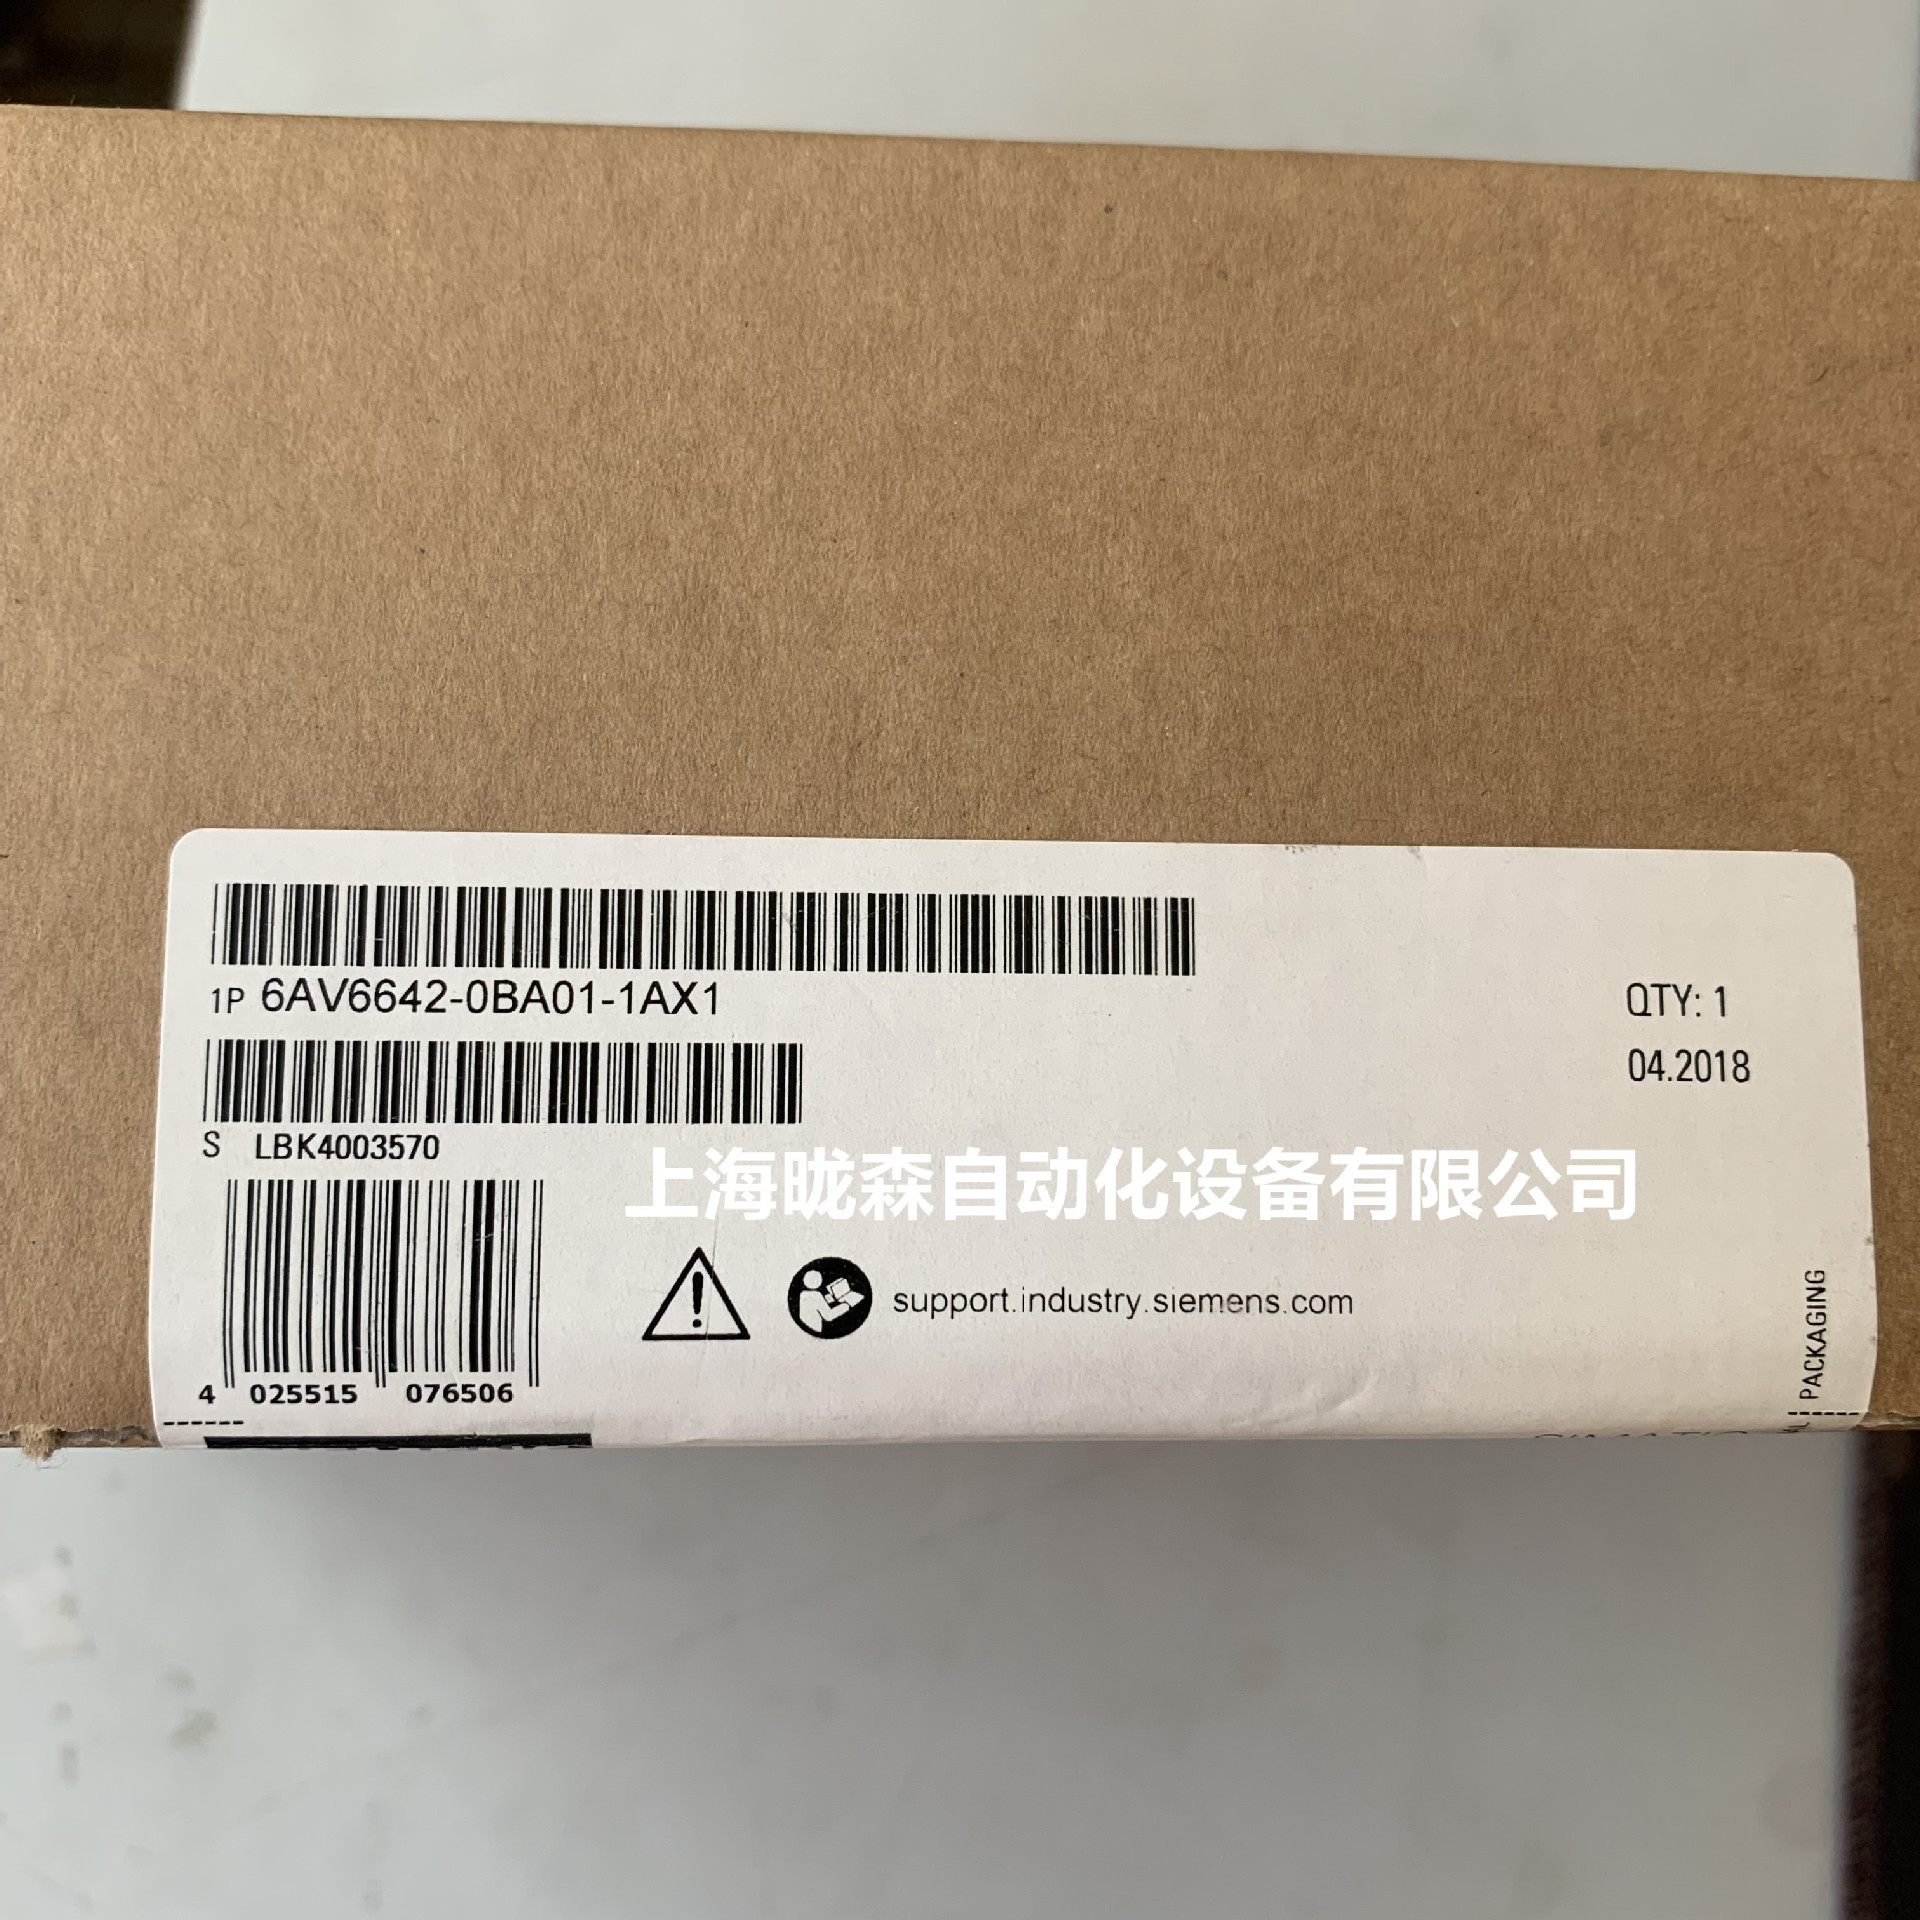 1P 6AV6642-0BA01-1AX1
QTY: 1
04.2018
S LBK4003570
上海昽森自动化设备有限公司
support.industry.siemens.com
PACKAGING
4 025515 076506